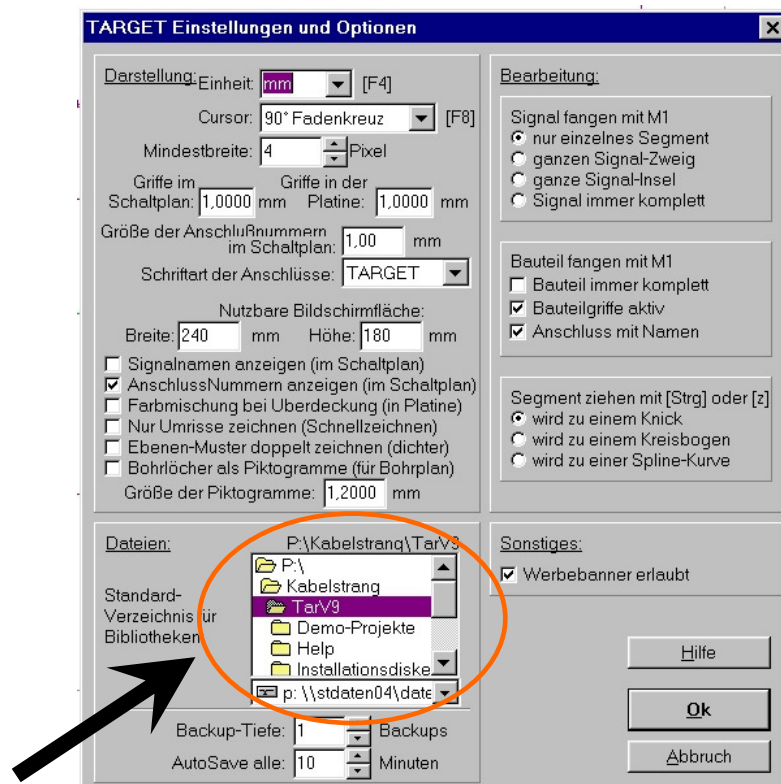 TARGET Einstellungen und Optionen
Darstellung:
Einheit: mm [F4]
Cursor: 90° Fadenkreuz [F8]
Mindestbreite: 4 Pixel
Griffe im Schaltplan: 1,0000 mm
Griffe in der Platine: 1,0000 mm
Größe der Anschlußnummern
im Schaltplan: 1,00 mm
Schriftart der Anschlüsse: TARGET
Nutzbare Bildschirmfläche:
Breite: 240 mm Höhe: 180 mm
Signalnamen anzeigen (im Schaltplan)
AnschlussNummern anzeigen (im Schaltplan)
Farbmischung bei Uberdeckung (in Platine)
Nur Umrisse zeichnen (Schnellzeichnen)
Ebenen-Muster doppelt zeichnen (dichter)
Bohrlöcher als Piktogramme (für Bohrplan)
Größe der Piktogramme: 1,2000 mm
Bearbeitung:
Signal fangen mit M1
nur einzelnes Segment
ganzen Signal-Zweig
ganze Signal-Insel
Signal immer komplett
Bauteil fangen mit M1
Bauteil immer komplett
Bauteilgriffe aktiv
Anschluss mit Namen
Segment ziehen mit [Strg] oder [z]
wird zu einem Knick
wird zu einem Kreisbogen
wird zu einer Spline-Kurve
Dateien: P:\Kabelstrang\TarV9
Standard-
Verzeichnis für
Bibliotheken
P:\
Kabelstrang
TarV9
Demo-Projekte
Help
Installationsdiske
p: \\stdaten04\date
Backup-Tiefe: 1 Backups
AutoSave alle: 10 Minuten
Sonstiges:
Werbebanner erlaubt
Hilfe
Ok
Abbruch